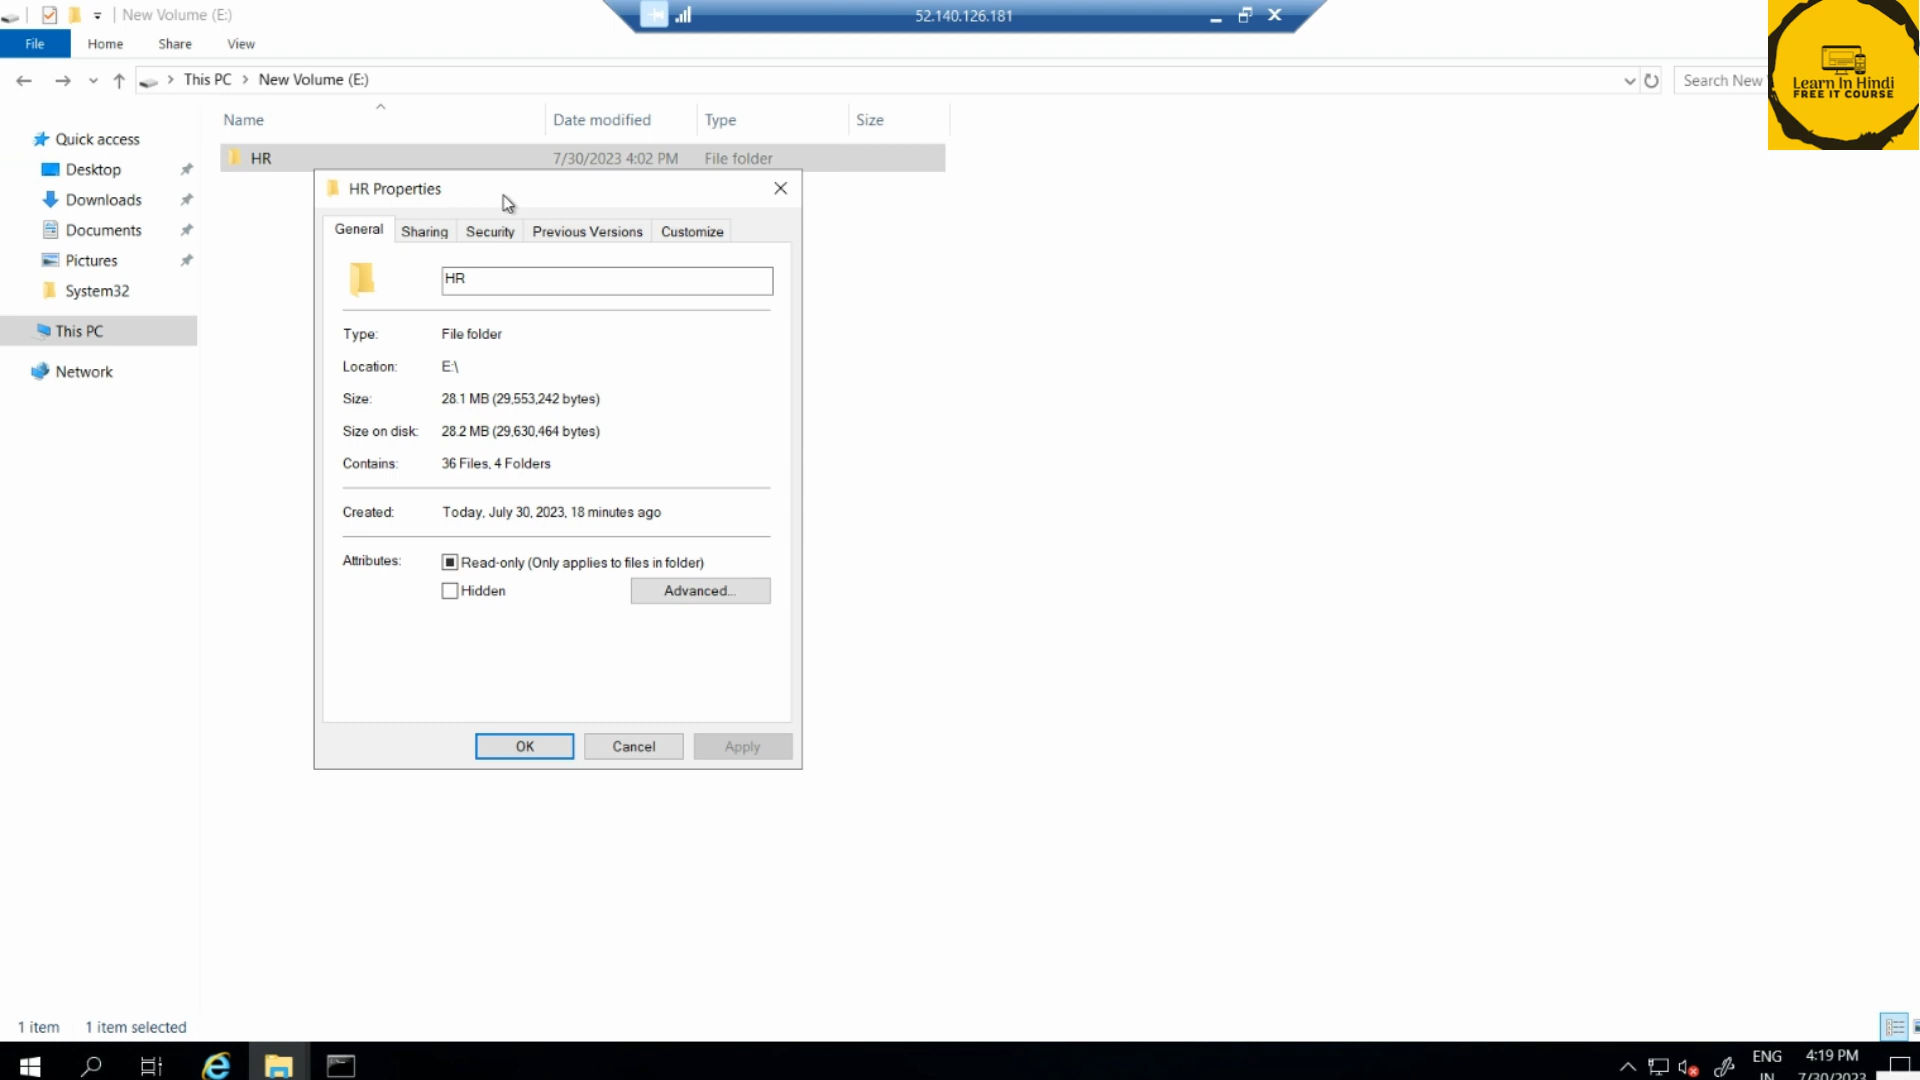 New Volume (E:)
52.140.126.181
File
Home
Share
View
This PC
New Volume (E:)
Search New
Learn In Hindi
FREE IT COURSE
Name
Date modified
Type
Size
Quick access
Desktop
Downloads
Documents
Pictures
System32
This PC
Network
HR
7/30/2023 4:02 PM
File folder
HR Properties
General
Sharing
Security
Previous Versions
Customize
HR
Type:
File folder
Location:
E:\
Size:
28.1 MB (29,553,242 bytes)
Size on disk:
28.2 MB (29,630,464 bytes)
Contains:
36 Files, 4 Folders
Created:
Today, July 30, 2023, 18 minutes ago
Attributes:
Read-only (Only applies to files in folder)
Hidden
Advanced...
OK
Cancel
Apply
1 item
1 item selected
ENG
IN
4:19 PM
7/30/2023